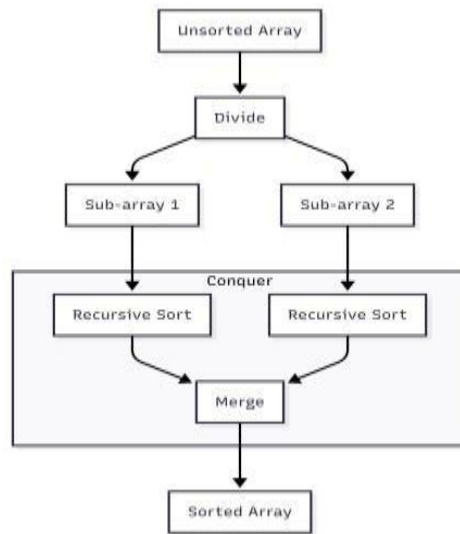 Unsorted Array
Divide
Sub-array 1
Sub-array 2
Conquer
Recursive Sort
Recursive Sort
Merge
Sorted Array